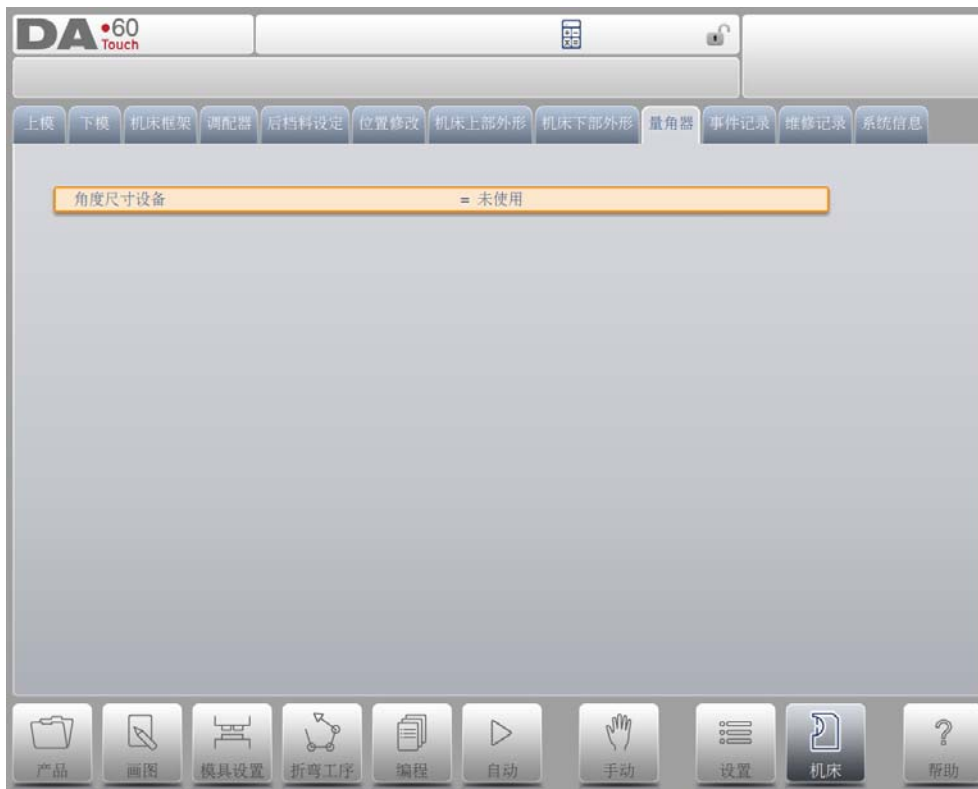 DA•60
Touch
上模 下模 机床框架 调配器 后档料设定 位置修改 机床上部外形 机床下部外形 量角器 事件记录 维修记录 系统信息
角度尺寸设备 = 未使用
产品 画图 模具设置 折弯工序 编程 自动 手动 设置 机床 帮助